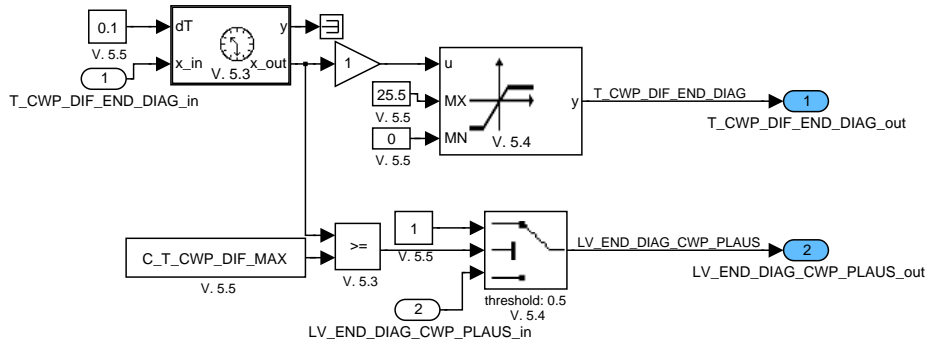 0.1
V. 5.5
dT
y
x_in
x_out
V. 5.3
1
T_CWP_DIF_END_DIAG_in
1
25.5
V. 5.5
0
V. 5.5
u
MX
MN
y
V. 5.4
T_CWP_DIF_END_DIAG
1
T_CWP_DIF_END_DIAG_out
C_T_CWP_DIF_MAX
V. 5.5
>=
V. 5.3
1
V. 5.5
2
LV_END_DIAG_CWP_PLAUS_in
threshold: 0.5
V. 5.4
LV_END_DIAG_CWP_PLAUS
2
LV_END_DIAG_CWP_PLAUS_out